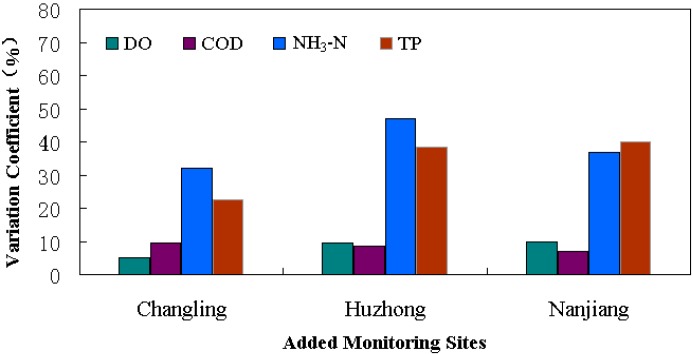 80
70
60
50
40
30
20
10
0
Variation Coefficient（%）
DO COD NH₃-N TP
Changling Huzhong Nanjiang
Added Monitoring Sites